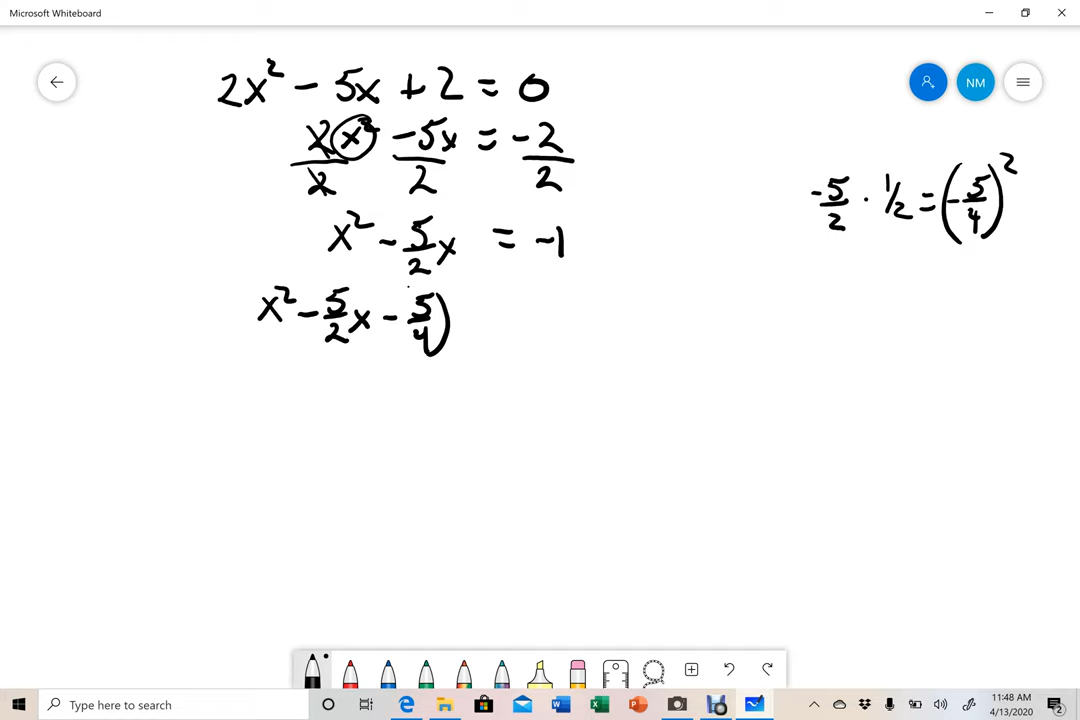 Microsoft Whiteboard
NM
2x² - 5x + 2 = 0
2x²/2 -5x/2 = -2/2
-5/2 · 1/2 = (-5/4)²
x² - 5/2x = -1
x² - 5/2x - 5/4)
Type here to search
11:48 AM
4/13/2020
2